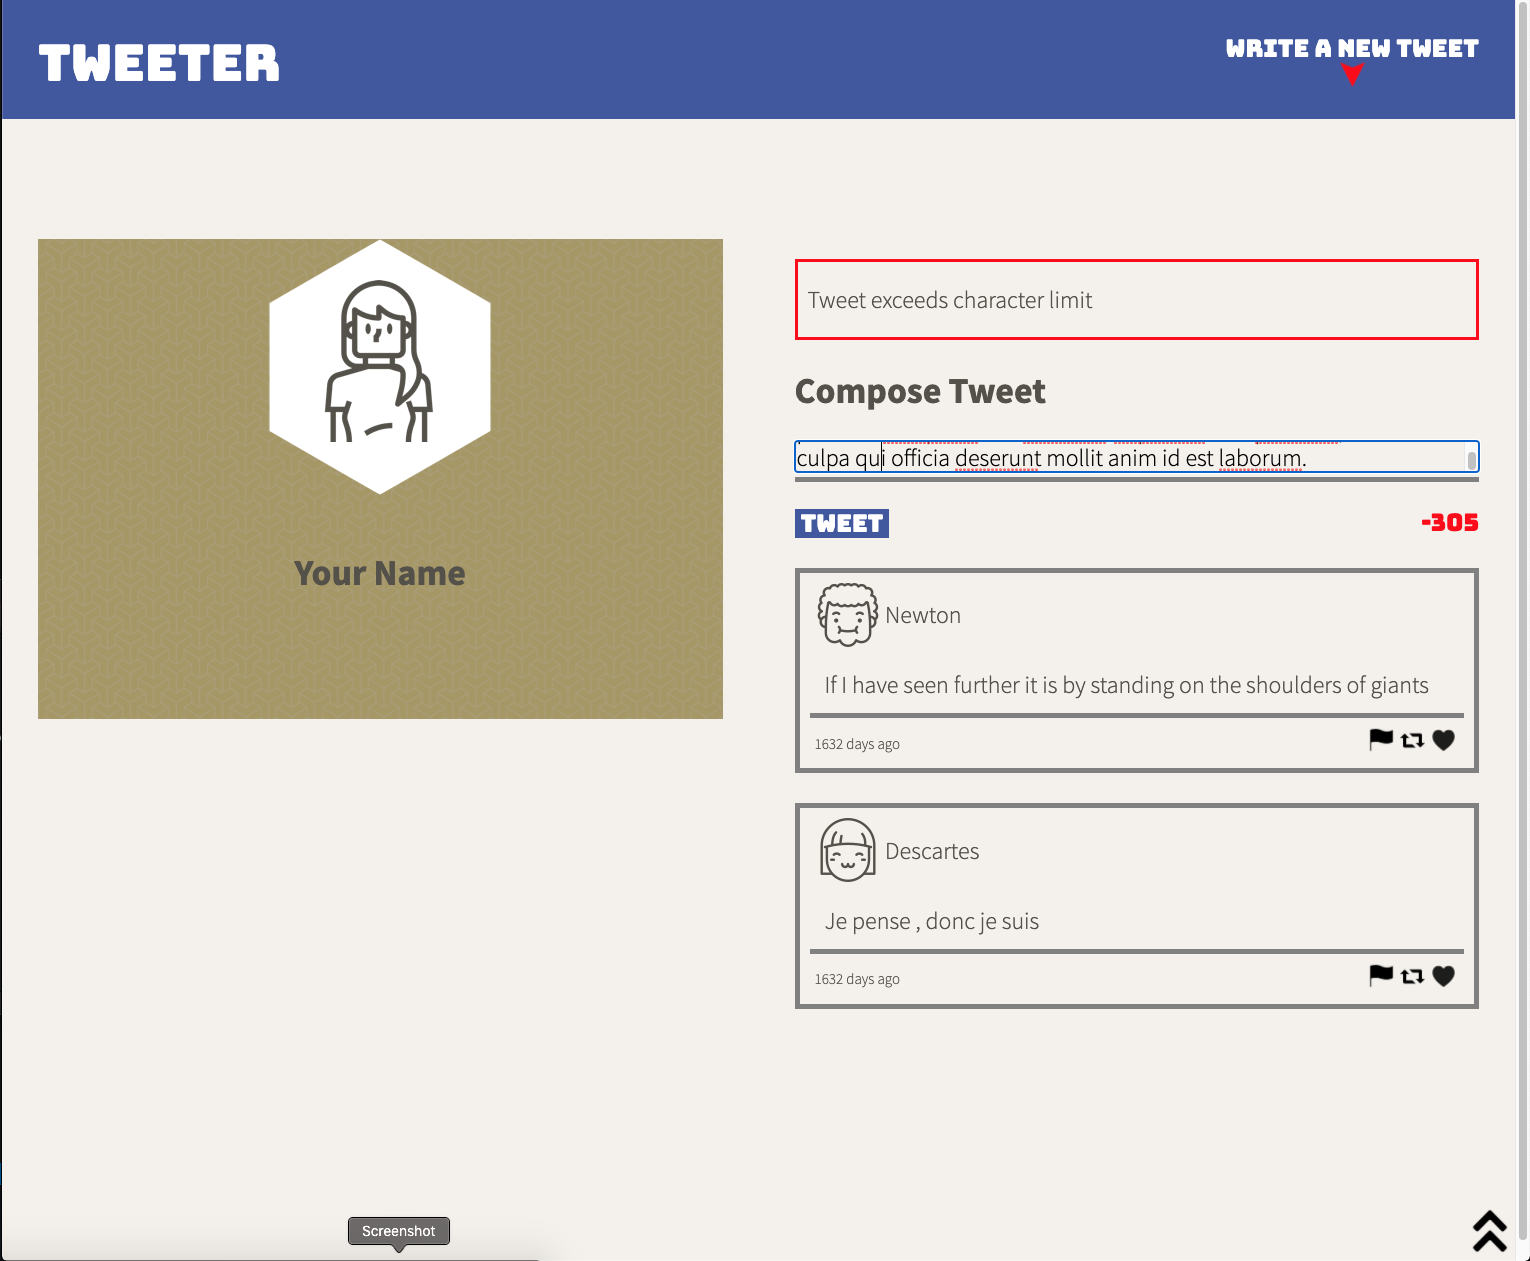 TWEETER
WRITE A NEW TWEET
Your Name
Tweet exceeds character limit
Compose Tweet
culpa qui officia deserunt mollit anim id est laborum.
TWEET
-305
Newton
If I have seen further it is by standing on the shoulders of giants
1632 days ago
Descartes
Je pense , donc je suis
1632 days ago
Screenshot